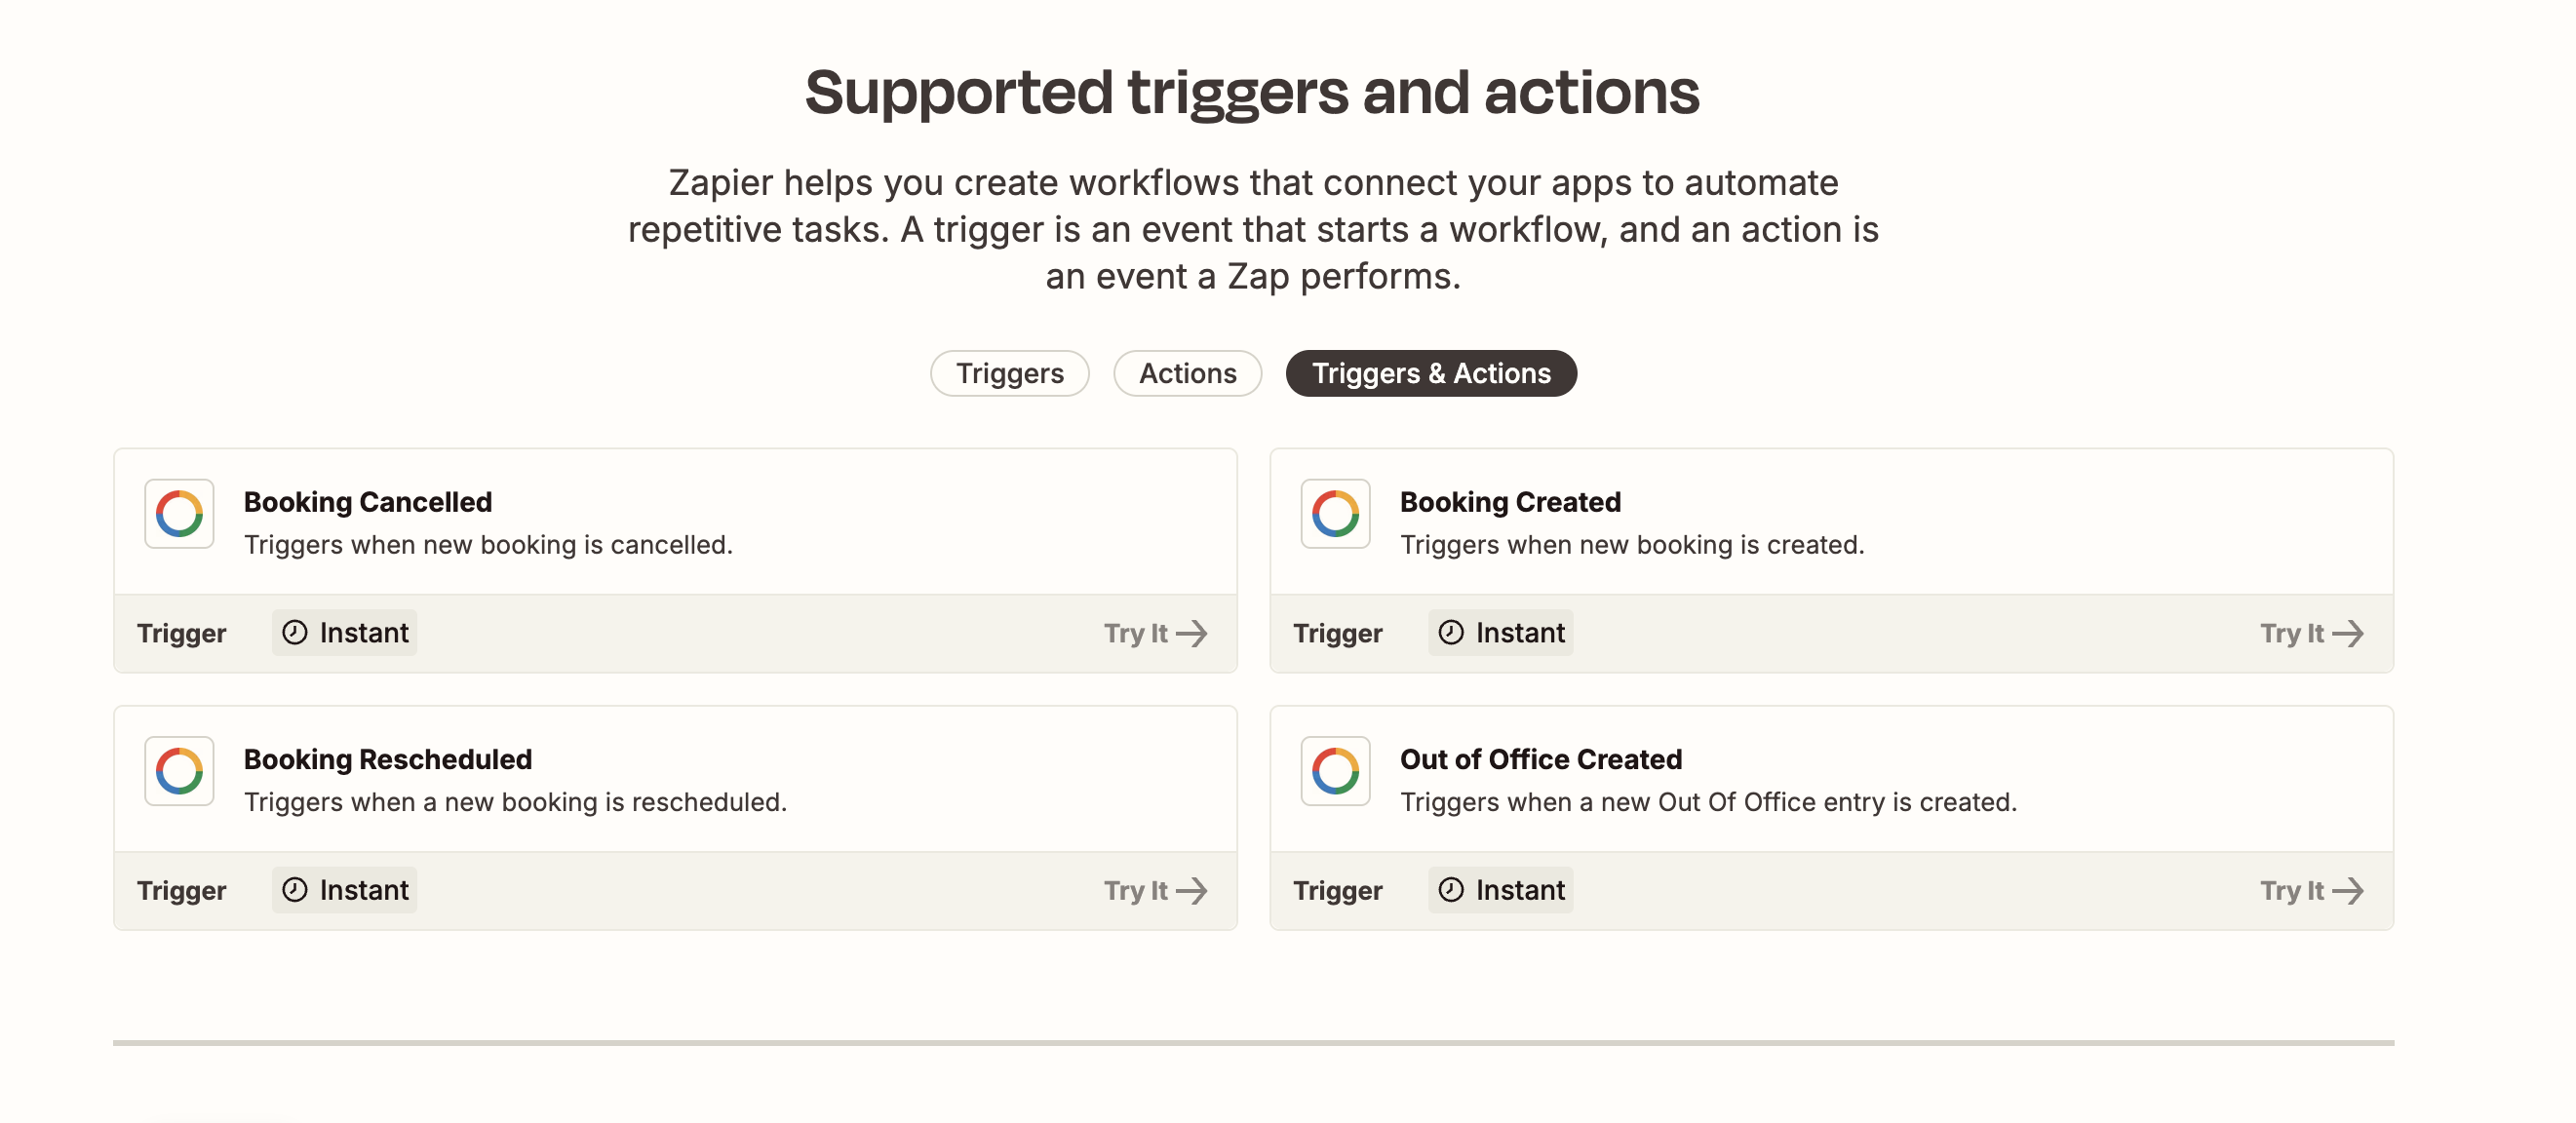 Supported triggers and actions
Zapier helps you create workflows that connect your apps to automate
repetitive tasks. A trigger is an event that starts a workflow, and an action is
an event a Zap performs.
Triggers
Actions
Triggers & Actions
Booking Cancelled
Triggers when new booking is cancelled.
Trigger
Instant
Try It
Booking Created
Triggers when new booking is created.
Trigger
Instant
Try It
Booking Rescheduled
Triggers when a new booking is rescheduled.
Trigger
Instant
Try It
Out of Office Created
Triggers when a new Out Of Office entry is created.
Trigger
Instant
Try It